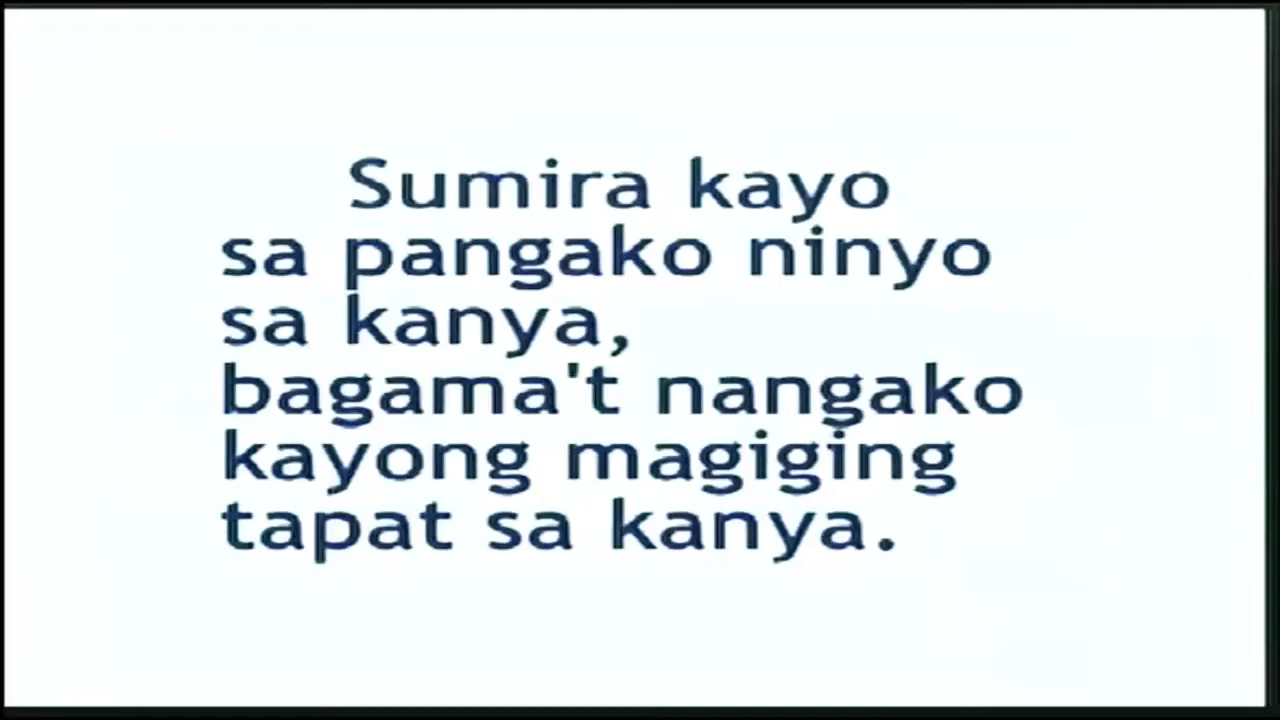 Sumira kayo
sa pangako ninyo
sa kanya,
bagama't nangako
kayong magiging
tapat sa kanya.